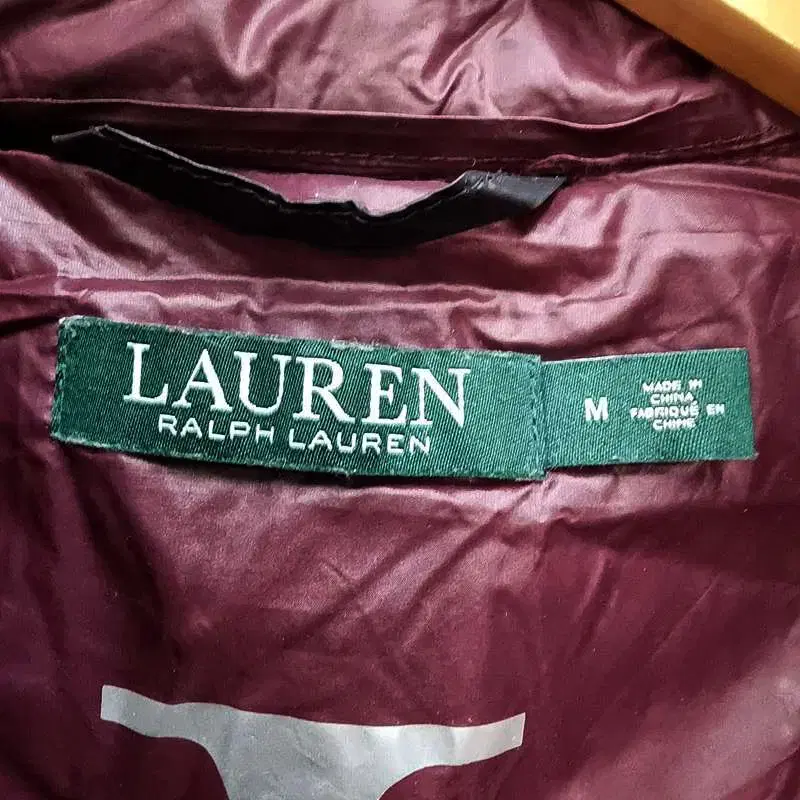 LAUREN
RALPH LAUREN
M
MADE IN
CHINA
FABRIQUÉ EN
CHINE